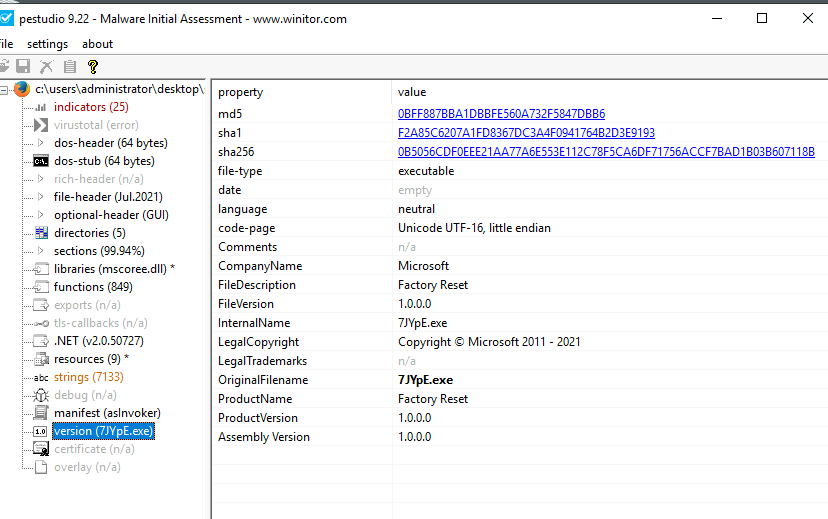 pestudio 9.22 - Malware Initial Assessment - www.winitor.com
file settings about
c:\users\administrator\desktop\
indicators (25)
virustotal (error)
dos-header (64 bytes)
dos-stub (64 bytes)
rich-header (n/a)
file-header (Jul.2021)
optional-header (GUI)
directories (5)
sections (99.94%)
libraries (mscoree.dll) *
functions (849)
exports (n/a)
tls-callbacks (n/a)
.NET (v2.0.50727)
resources (9) *
abc strings (7133)
debug (n/a)
manifest (asInvoker)
1.0 version (7JYpE.exe)
certificate (n/a)
overlay (n/a)
property value
md5 0BFF887BBA1DBBFE560A732F5847DBB6
sha1 F2A85C6207A1FD8367DC3A4F0941764B2D3E9193
sha256 0B5056CDF0EEE21AA77A6E553E112C78F5CA6DF71756ACCF7BAD1B03B607118B
file-type executable
date empty
language neutral
code-page Unicode UTF-16, little endian
Comments n/a
CompanyName Microsoft
FileDescription Factory Reset
FileVersion 1.0.0.0
InternalName 7JYpE.exe
LegalCopyright Copyright © Microsoft 2011 - 2021
LegalTrademarks n/a
OriginalFilename 7JYpE.exe
ProductName Factory Reset
ProductVersion 1.0.0.0
Assembly Version 1.0.0.0